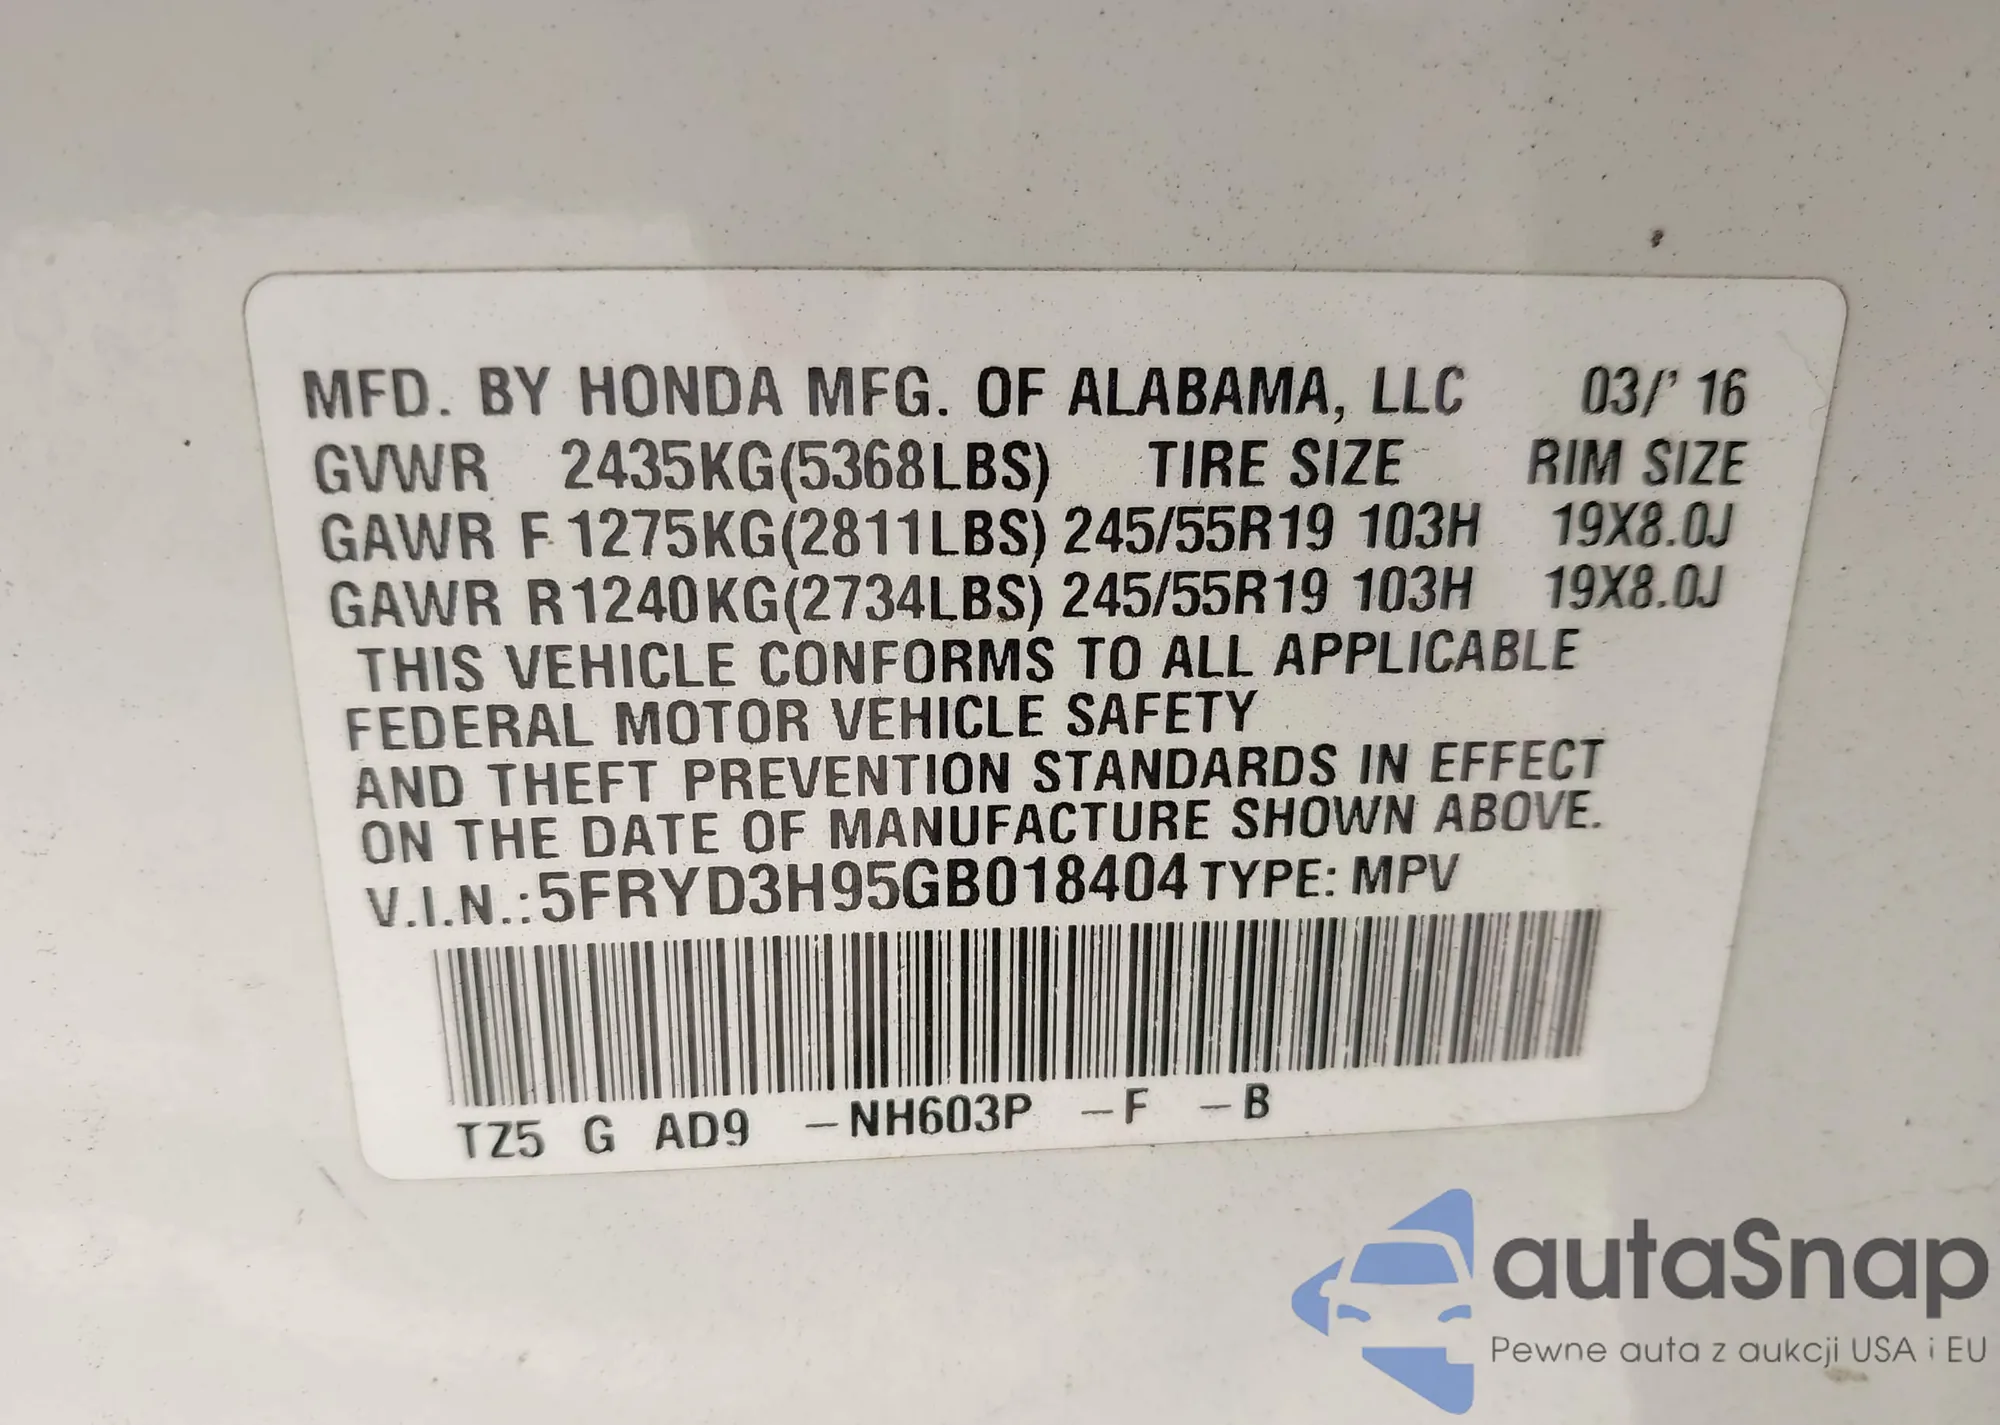 MFD. BY HONDA MFG. OF ALABAMA, LLC 03/'16
GVWR 2435KG(5368LBS) TIRE SIZE RIM SIZE
GAWR F 1275KG(2811LBS) 245/55R19 103H 19X8.0J
GAWR R 1240KG(2734LBS) 245/55R19 103H 19X8.0J
THIS VEHICLE CONFORMS TO ALL APPLICABLE
FEDERAL MOTOR VEHICLE SAFETY
AND THEFT PREVENTION STANDARDS IN EFFECT
ON THE DATE OF MANUFACTURE SHOWN ABOVE.
V.I.N.:5FRYD3H95GB018404 TYPE: MPV
TZ5 G AD9 -NH603P -F -B
autaSnap
Pewne auta z aukcji USA i EU